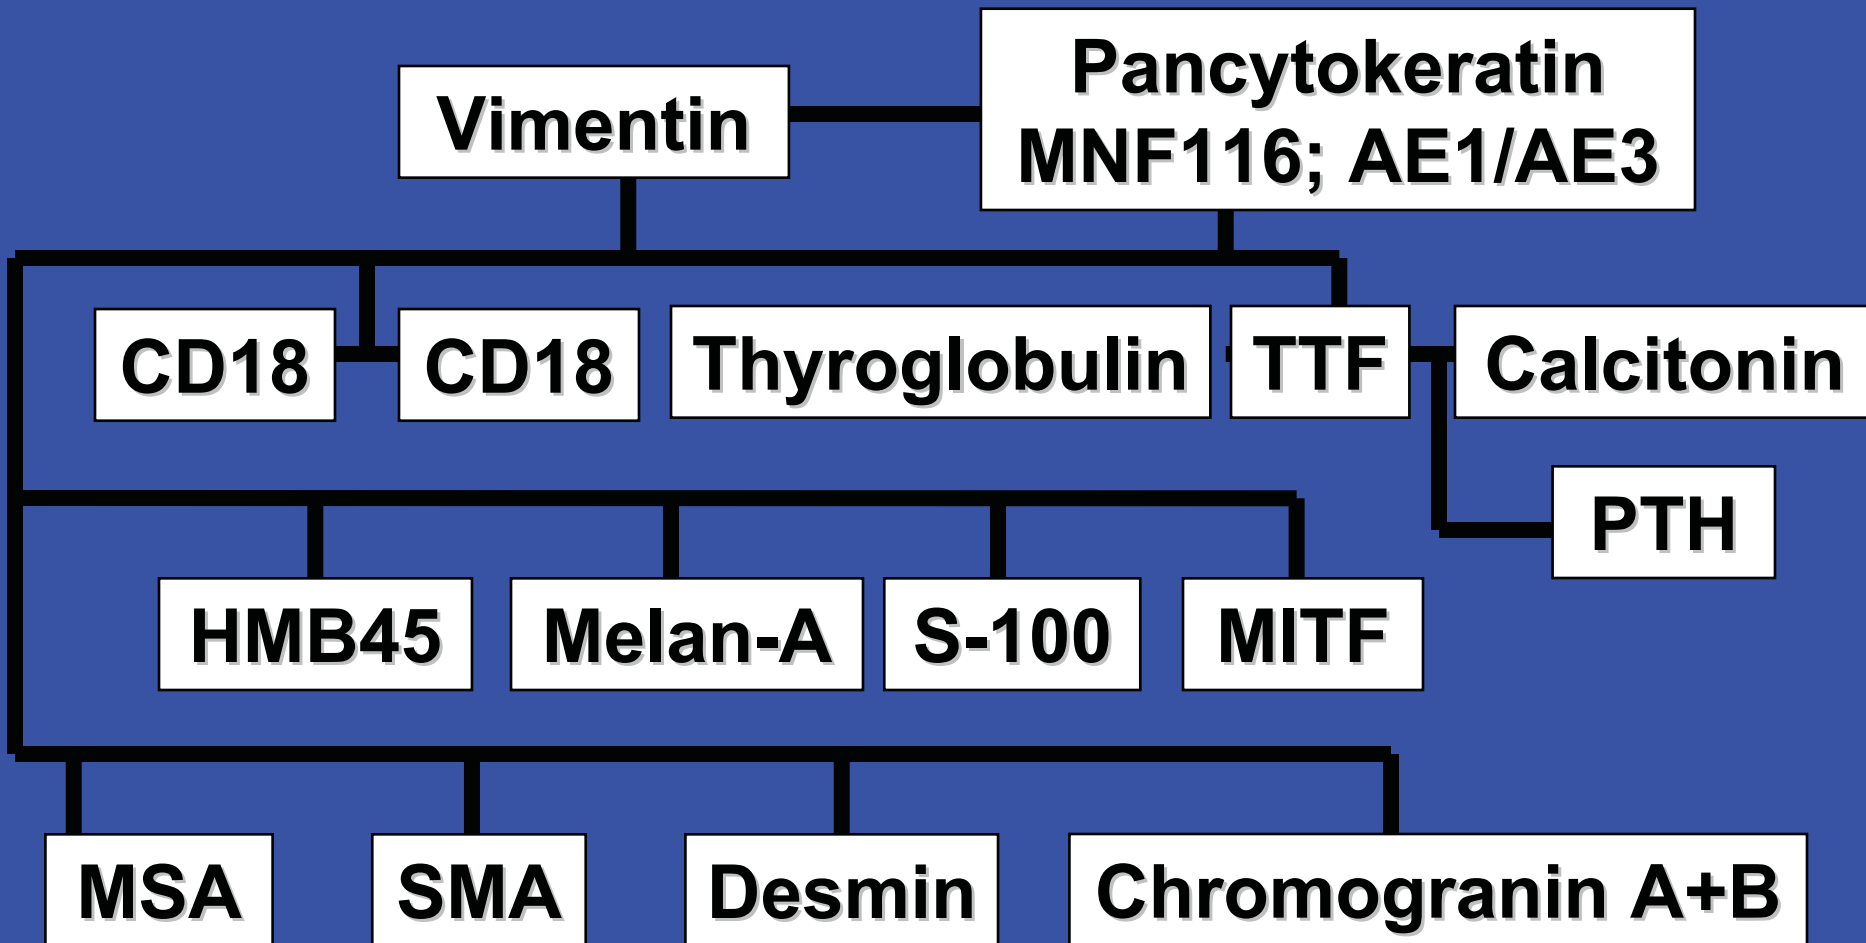 Vimentin
Pancytokeratin
MNF116; AE1/AE3
CD18
CD18
Thyroglobulin
TTF
Calcitonin
PTH
HMB45
Melan-A
S-100
MITF
MSA
SMA
Desmin
Chromogranin A+B